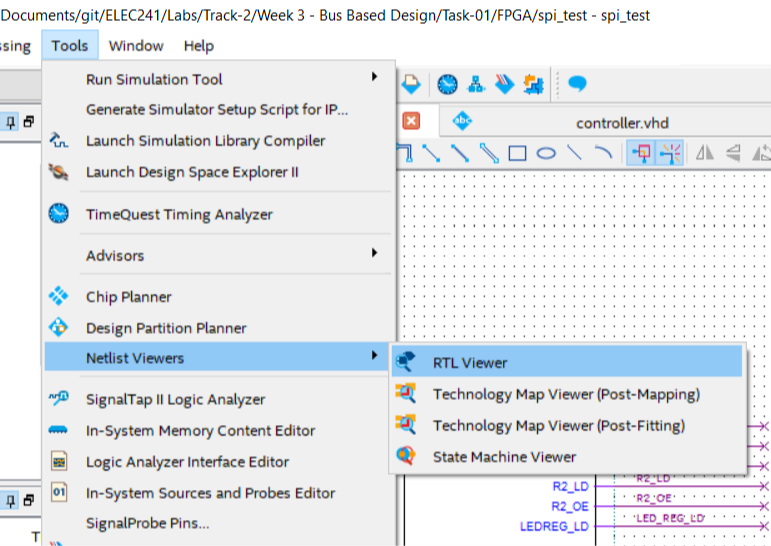 Documents/git/ELEC241/Labs/Track-2/Week 3 - Bus Based Design/Task-01/FPGA/spi_test - spi_test
ssing Tools Window Help
Run Simulation Tool
Generate Simulator Setup Script for IP...
Launch Simulation Library Compiler
Launch Design Space Explorer II
TimeQuest Timing Analyzer
Advisors
Chip Planner
Design Partition Planner
Netlist Viewers
SignalTap II Logic Analyzer
In-System Memory Content Editor
Logic Analyzer Interface Editor
In-System Sources and Probes Editor
SignalProbe Pins...
abc controller.vhd
RTL Viewer
Technology Map Viewer (Post-Mapping)
Technology Map Viewer (Post-Fitting)
State Machine Viewer
R2_LD R2_LD
R2_OE R2_OE
LEDREG_LD LED_REG_LD
01
T